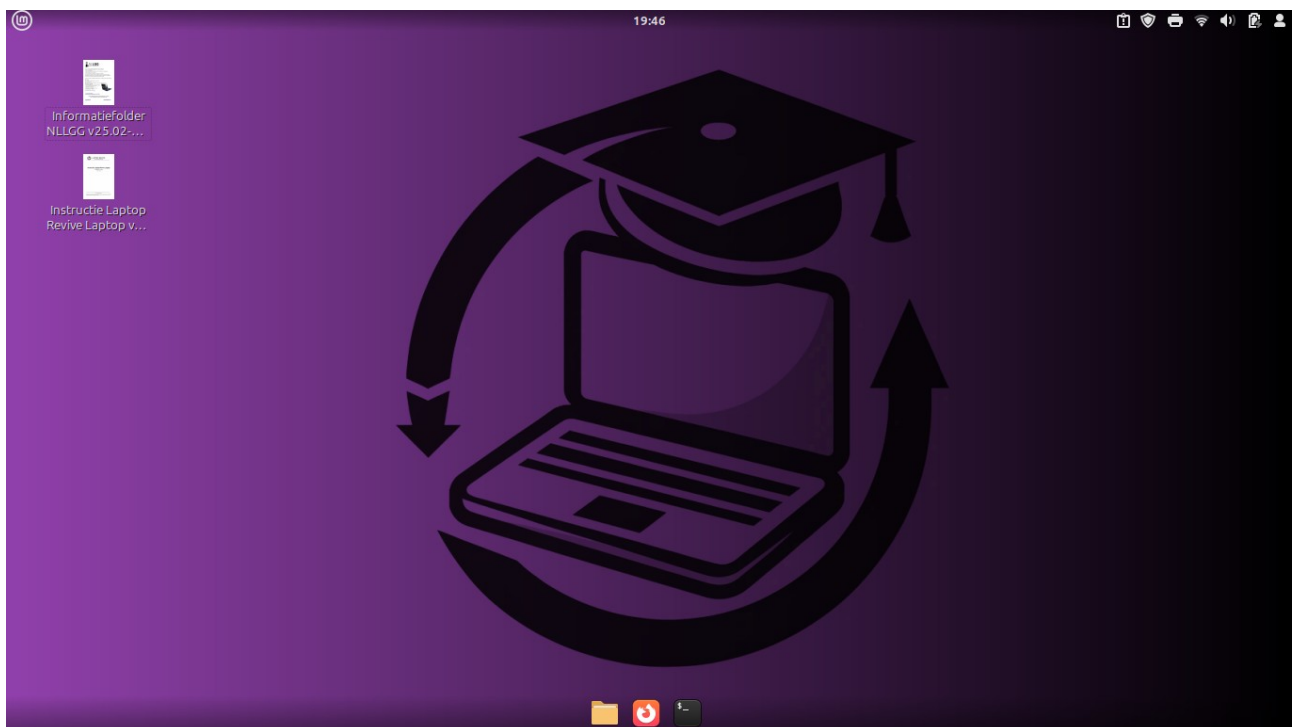 19:46
Informatiefolder
NLLGG v25.02-...
Instructie Laptop
Revive Laptop v...
$_